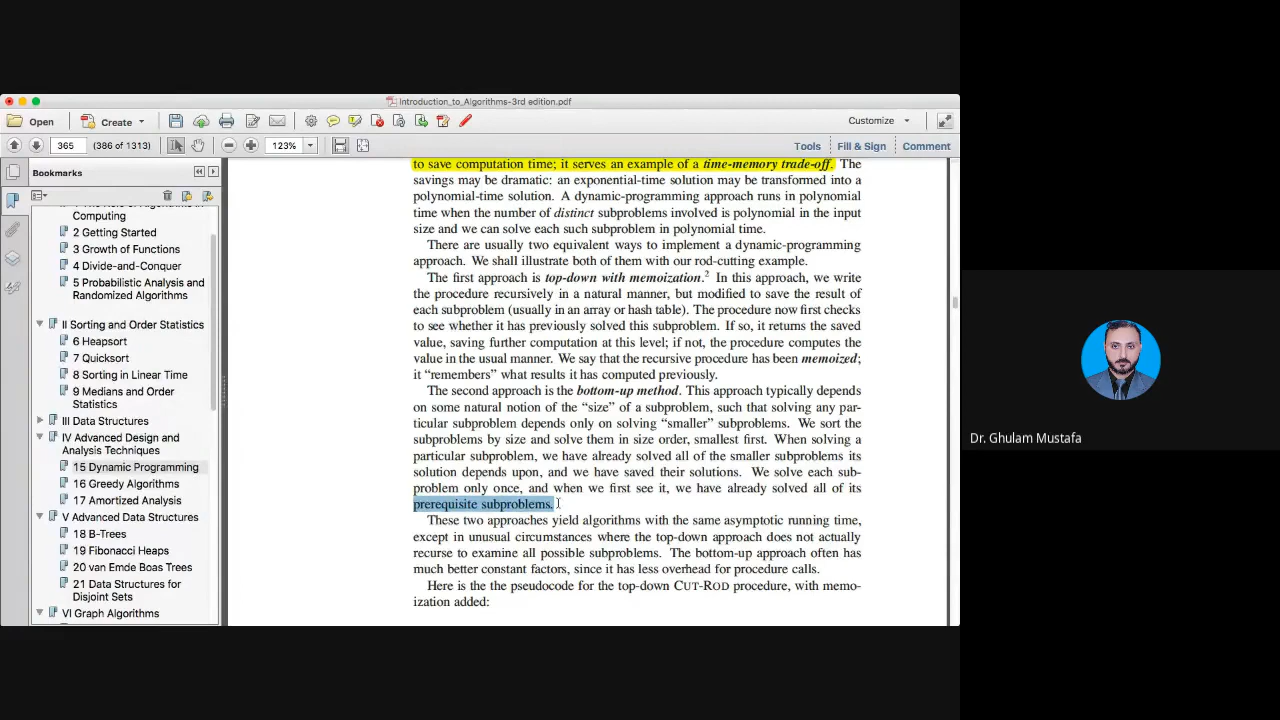 Introduction_to_Algorithms-3rd edition.pdf
Open
Create
Customize
365
(386 of 1313)
123%
Tools
Fill & Sign
Comment
Bookmarks
Computing
2 Getting Started
3 Growth of Functions
4 Divide-and-Conquer
5 Probabilistic Analysis and
Randomized Algorithms
II Sorting and Order Statistics
6 Heapsort
7 Quicksort
8 Sorting in Linear Time
9 Medians and Order
Statistics
III Data Structures
IV Advanced Design and
Analysis Techniques
15 Dynamic Programming
16 Greedy Algorithms
17 Amortized Analysis
V Advanced Data Structures
18 B-Trees
19 Fibonacci Heaps
20 van Emde Boas Trees
21 Data Structures for
Disjoint Sets
VI Graph Algorithms
to save computation time; it serves an example of a time-memory trade-off. The
savings may be dramatic: an exponential-time solution may be transformed into a
polynomial-time solution. A dynamic-programming approach runs in polynomial
time when the number of distinct subproblems involved is polynomial in the input
size and we can solve each such subproblem in polynomial time.
There are usually two equivalent ways to implement a dynamic-programming
approach. We shall illustrate both of them with our rod-cutting example.
The first approach is top-down with memoization.2 In this approach, we write
the procedure recursively in a natural manner, but modified to save the result of
each subproblem (usually in an array or hash table). The procedure now first checks
to see whether it has previously solved this subproblem. If so, it returns the saved
value, saving further computation at this level; if not, the procedure computes the
value in the usual manner. We say that the recursive procedure has been memoized;
it “remembers” what results it has computed previously.
The second approach is the bottom-up method. This approach typically depends
on some natural notion of the “size” of a subproblem, such that solving any par-
ticular subproblem depends only on solving “smaller” subproblems. We sort the
subproblems by size and solve them in size order, smallest first. When solving a
particular subproblem, we have already solved all of the smaller subproblems its
solution depends upon, and we have saved their solutions. We solve each sub-
problem only once, and when we first see it, we have already solved all of its
prerequisite subproblems.
These two approaches yield algorithms with the same asymptotic running time,
except in unusual circumstances where the top-down approach does not actually
recurse to examine all possible subproblems. The bottom-up approach often has
much better constant factors, since it has less overhead for procedure calls.
Here is the the pseudocode for the top-down CUT-ROD procedure, with memo-
ization added:
Dr. Ghulam Mustafa